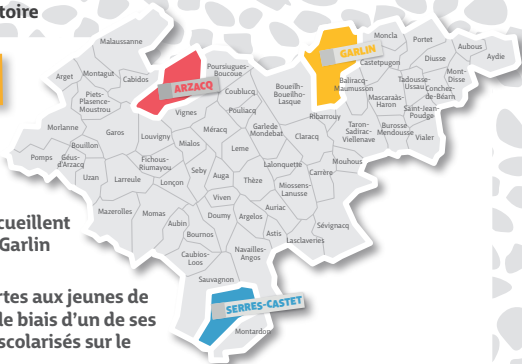 toire
Malaussanne
Moncla
Portet
Aubous
GARLIN
Aydie
Diusse
Castetpugon
Arget
Montagut
Cabidos
Poursiugues-
Boucoue
ARZACQ
Coublucq
Boueilh-
Boueilho-
Lasque
Baliracq-
Maumusson
Tadousse-
Ussau
Mont-
Disse
Conchez-
de-Béarn
Piets-
Plasence-
Moustrou
Mascaraàs-
Haron
Saint-Jean-
Poudge
Vignes
Pouliacq
Ribarrouy
Morlanne
Garos
Louvigny
Méracq
Garlede-
Mondebat
Claracq
Taron-
Sadirac-
Viellenave
Burosse-
Mendousse
Vialer
Bouillon
Mialos
Leme
Pomps
Géus-
d'Arzacq
Fichous-
Riumayou
Seby
Auga
Thèze
Lalonquette
Mouhous
Carrère
Uzan
Larreule
Lonçon
Miossens-
Lanusse
Viven
Mazerolles
Momas
Doumy
Argelos
Auriac
Aubin
Bournos
Astis
Sévignacq
Lasclaveries
Caubios-
Loos
Navailles-
Angos
Sauvagnon
SERRES-CASTET
Montardon
cueillent
Garlin
rtes aux jeunes de
le biais d'un de ses
scolarisés sur le